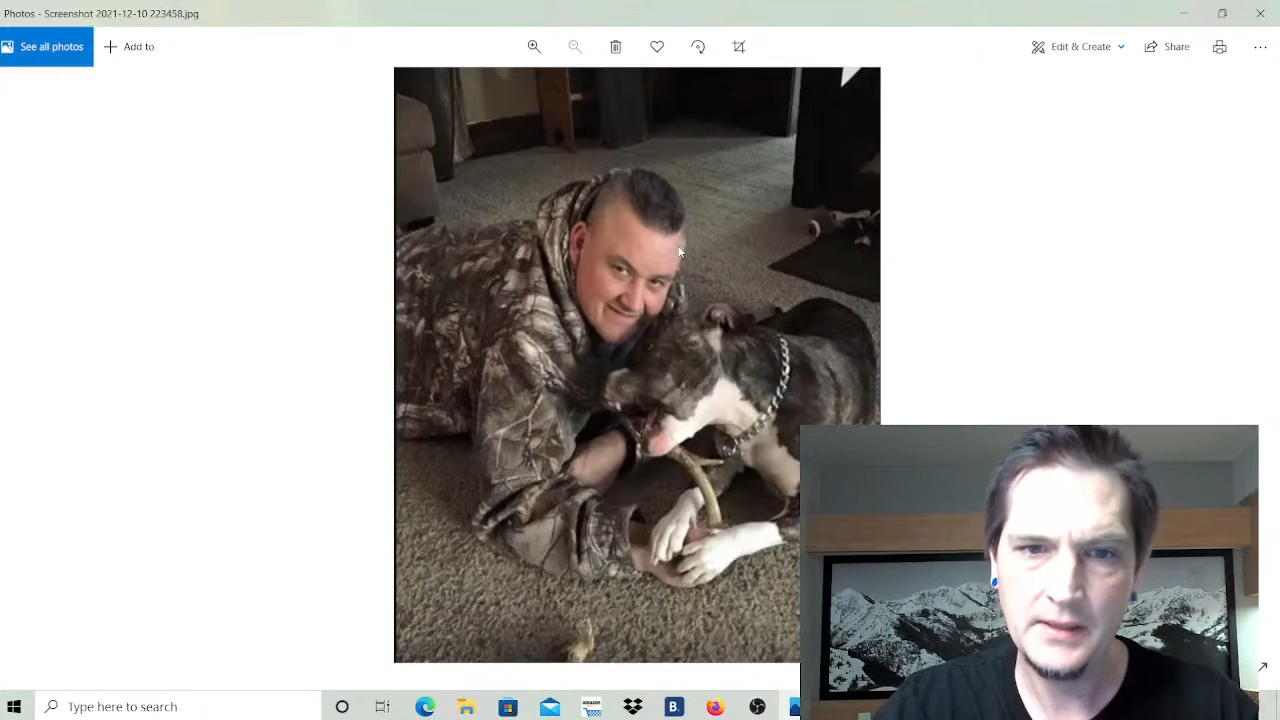 Photos - Screenshot 2021-12-10 223458.jpg
See all photos
Add to
Edit & Create
Share
Type here to search
amazon
B.